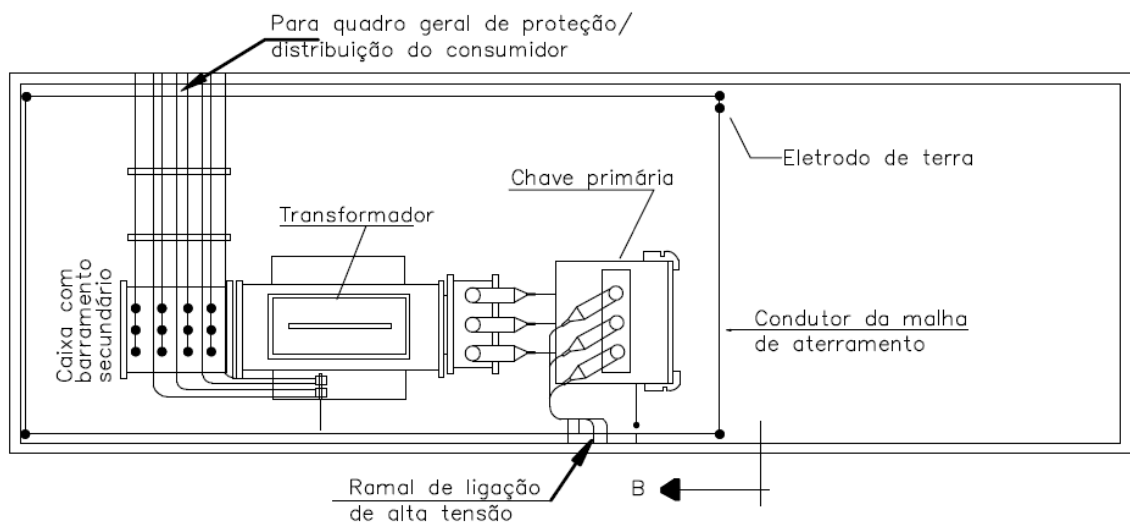 Para quadro geral de proteção/
distribuição do consumidor
Eletrodo de terra
Chave primária
Transformador
Caixa com
barramento
secundário
Condutor da malha
de aterramento
Ramal de ligação
de alta tensão
B